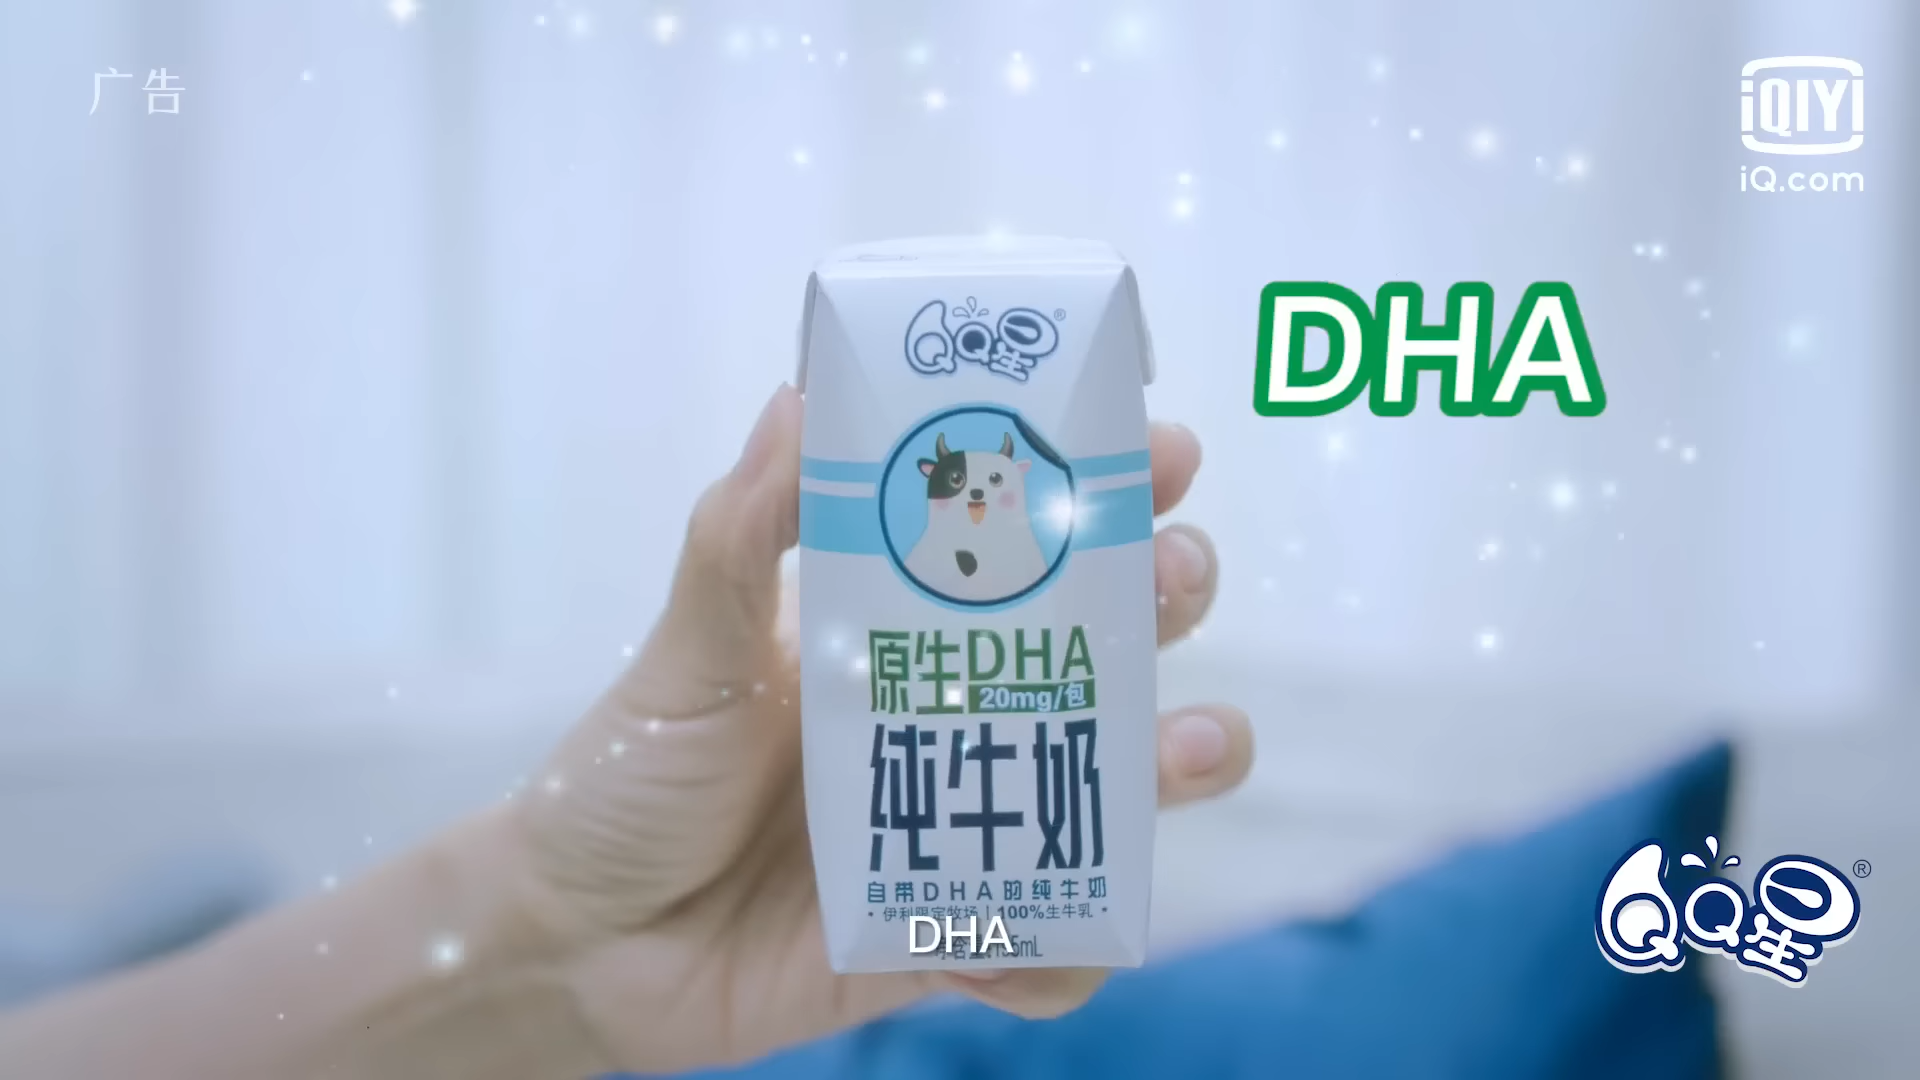 广告
iQIYI
iQ.com
QQ星®
DHA
原生DHA
20mg/包
纯牛奶
自带DHA的纯牛奶
·伊利限定牧场|100%生牛乳·
DHA
QQ星®